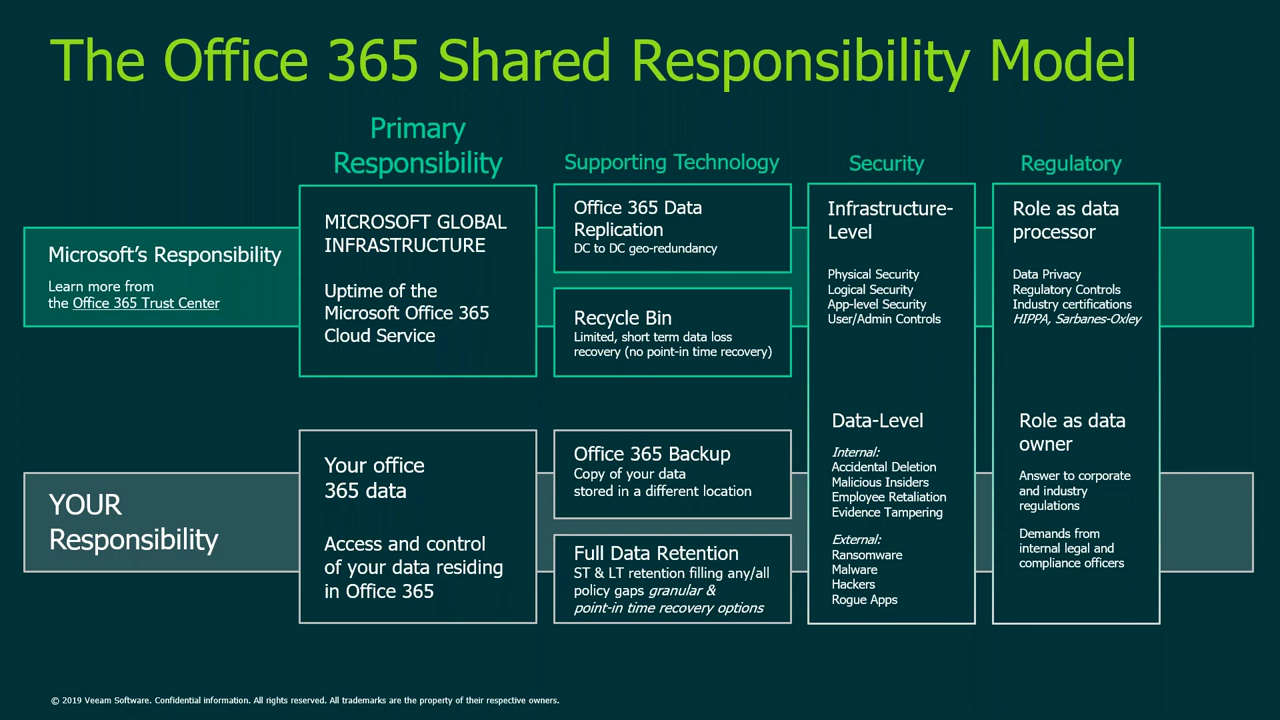 The Office 365 Shared Responsibility Model
Primary
Responsibility
Supporting Technology
Security
Regulatory
Microsoft's Responsibility
Learn more from
the Office 365 Trust Center
MICROSOFT GLOBAL
INFRASTRUCTURE
Uptime of the
Microsoft Office 365
Cloud Service
Office 365 Data
Replication
DC to DC geo-redundancy
Recycle Bin
Limited, short term data loss
recovery (no point-in time recovery)
Infrastructure-
Level
Physical Security
Logical Security
App-level Security
User/Admin Controls
Role as data
processor
Data Privacy
Regulatory Controls
Industry certifications
HIPPA, Sarbanes-Oxley
YOUR
Responsibility
Your office
365 data
Access and control
of your data residing
in Office 365
Office 365 Backup
Copy of your data
stored in a different location
Full Data Retention
ST & LT retention filling any/all
policy gaps granular &
point-in time recovery options
Data-Level
Internal:
Accidental Deletion
Malicious Insiders
Employee Retaliation
Evidence Tampering
External:
Ransomware
Malware
Hackers
Rogue Apps
Role as data
owner
Answer to corporate
and industry
regulations
Demands from
internal legal and
compliance officers
© 2019 Veeam Software. Confidential information. All rights reserved. All trademarks are the property of their respective owners.